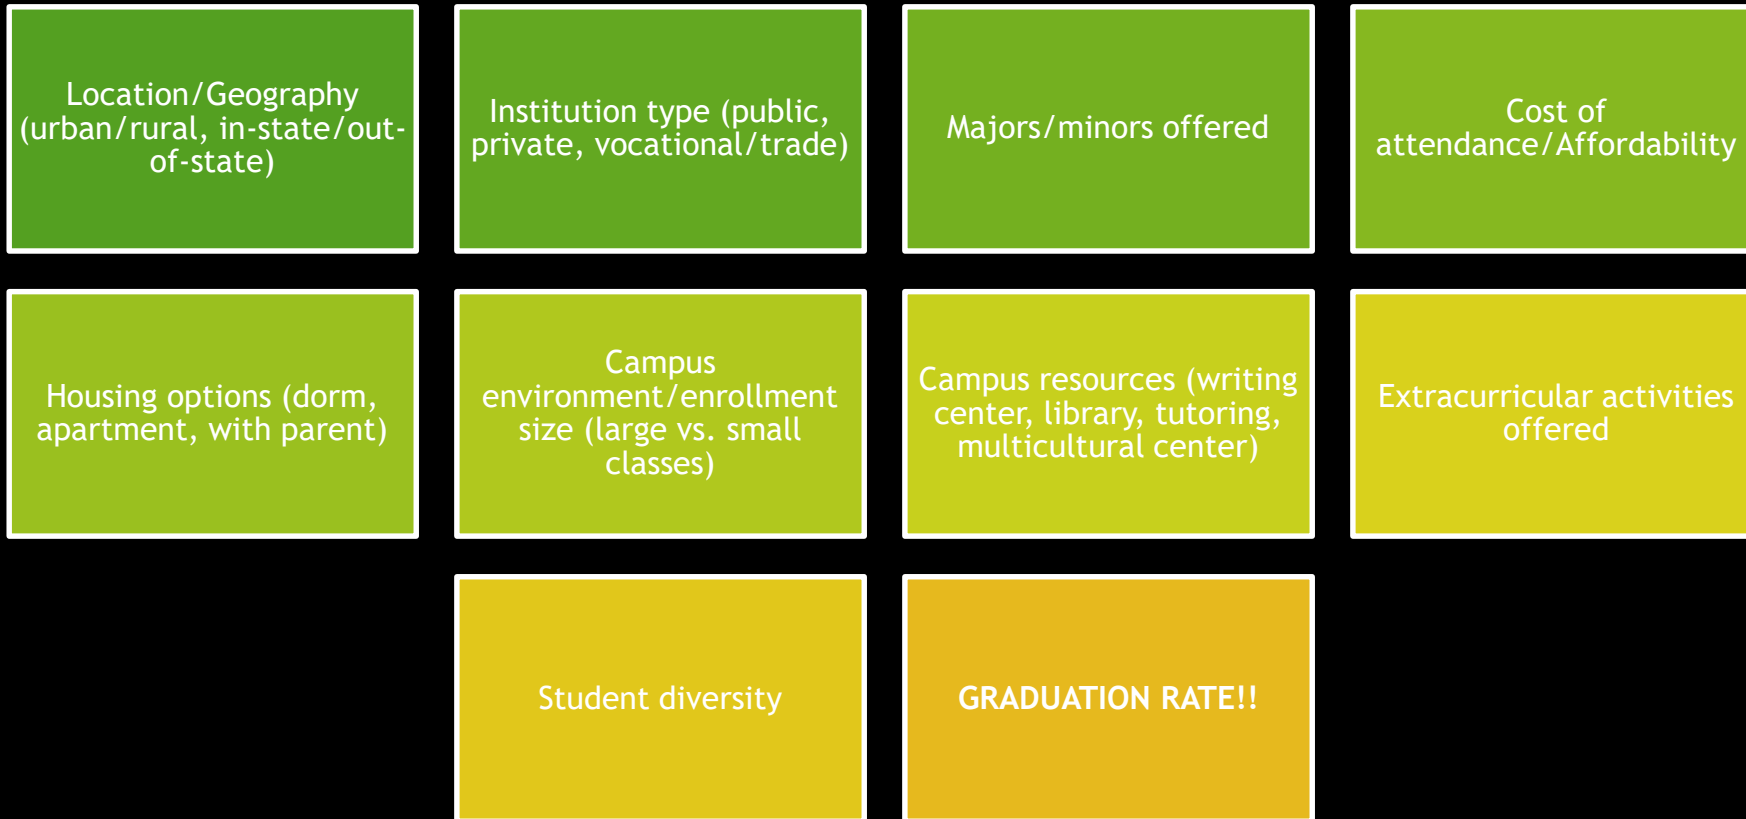 Location/Geography
(urban/rural, in-state/out-
of-state)
Institution type (public,
private, vocational/trade)
Majors/minors offered
Cost of
attendance/Affordability
Housing options (dorm,
apartment, with parent)
Campus
environment/enrollment
size (large vs. small
classes)
Campus resources (writing
center, library, tutoring,
multicultural center)
Extracurricular activities
offered
Student diversity
GRADUATION RATE!!